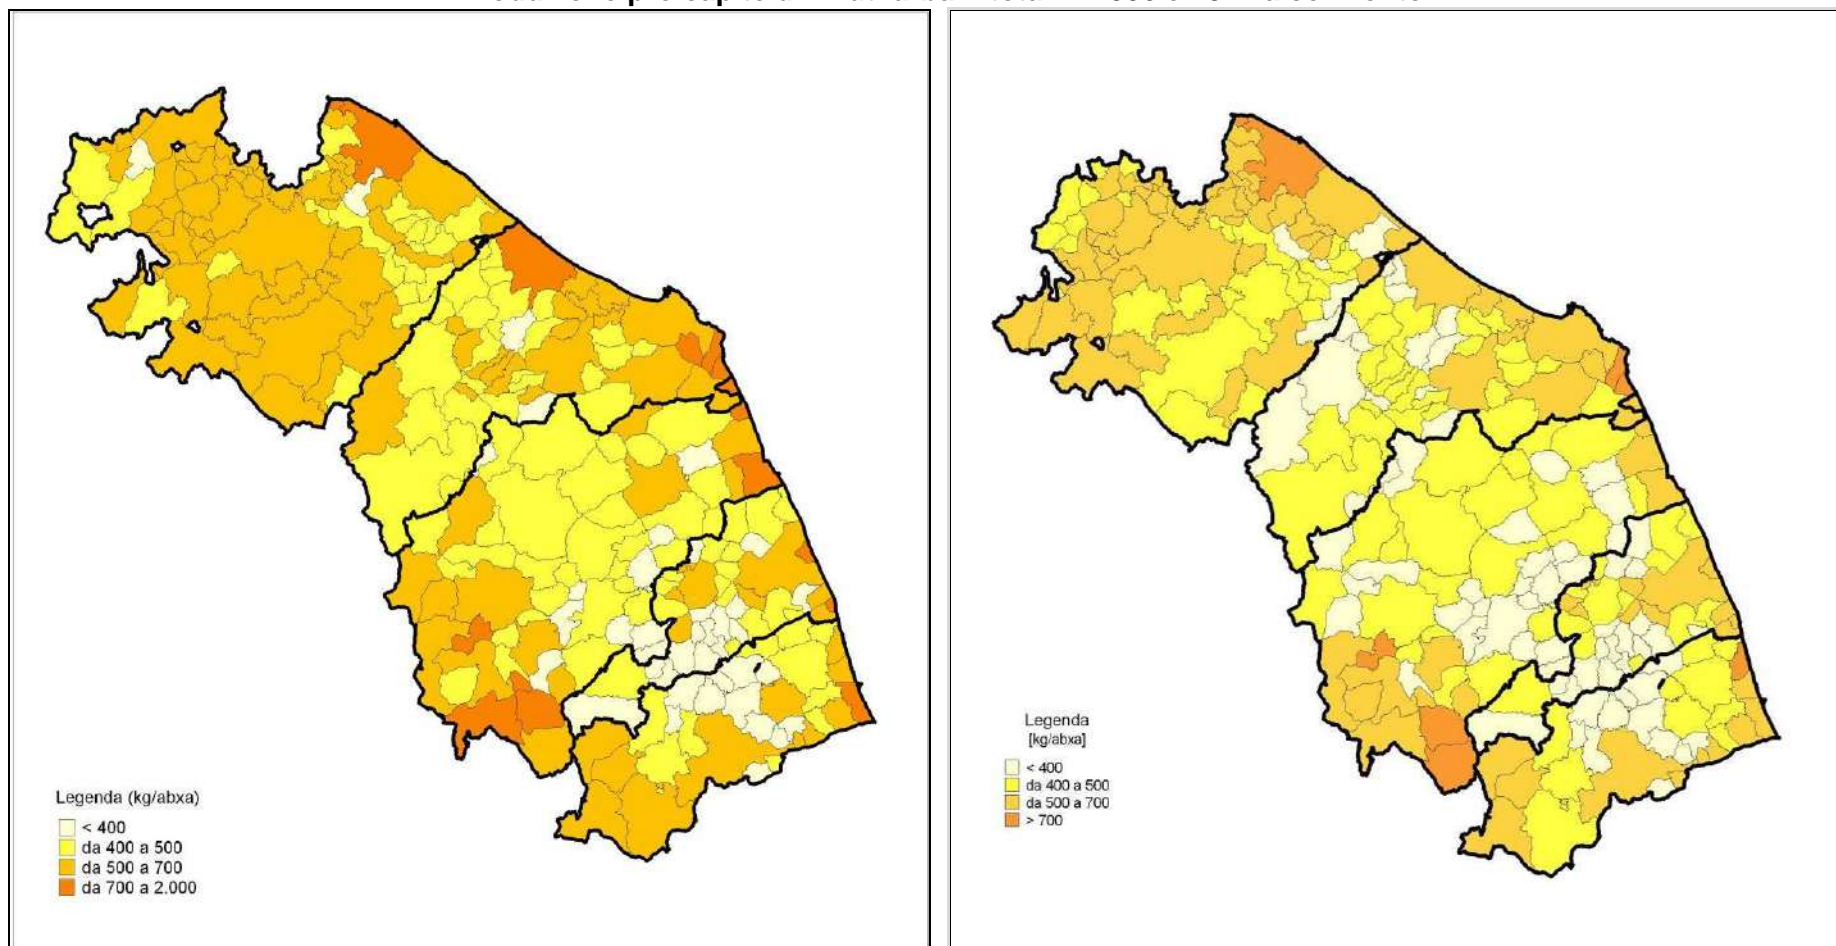 Legenda (kg/abxa)
< 400
da 400 a 500
da 500 a 700
da 700 a 2.000
Legenda
[kg/abxa]
< 400
da 400 a 500
da 500 a 700
> 700